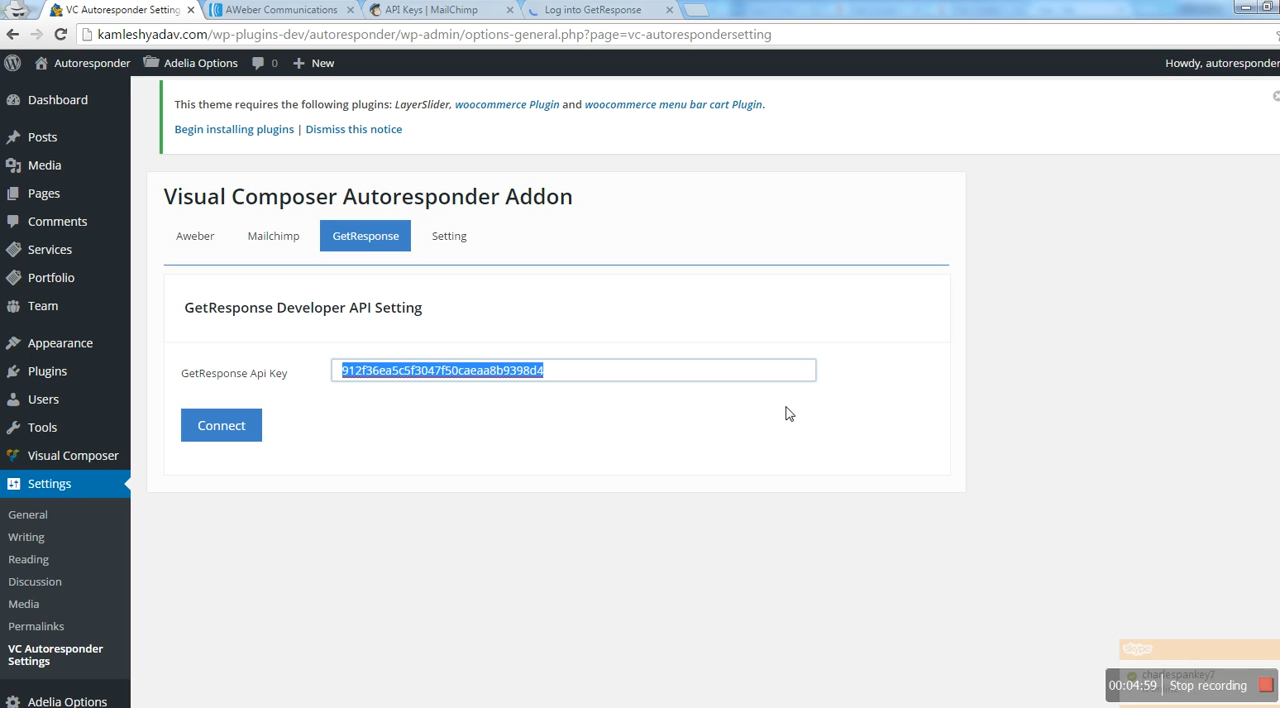 VC Autoresponder Setting
AWeber Communications
API Keys | MailChimp
Log into GetResponse
kamleshyadav.com/wp-plugins-dev/autoresponder/wp-admin/options-general.php?page=vc-autorespondersetting
Autoresponder
Adelia Options
0
New
Howdy, autoresponder
Dashboard
Posts
Media
Pages
Comments
Services
Portfolio
Team
Appearance
Plugins
Users
Tools
Visual Composer
Settings
General
Writing
Reading
Discussion
Media
Permalinks
VC Autoresponder
Settings
Adelia Options
This theme requires the following plugins: LayerSlider, woocommerce Plugin and woocommerce menu bar cart Plugin.
Begin installing plugins | Dismiss this notice
Visual Composer Autoresponder Addon
Aweber
Mailchimp
GetResponse
Setting
GetResponse Developer API Setting
GetResponse Api Key
912f36ea5c5f3047f50caeaa8b9398d4
Connect
skype
charlespankey7
00:04:59 | Stop recording